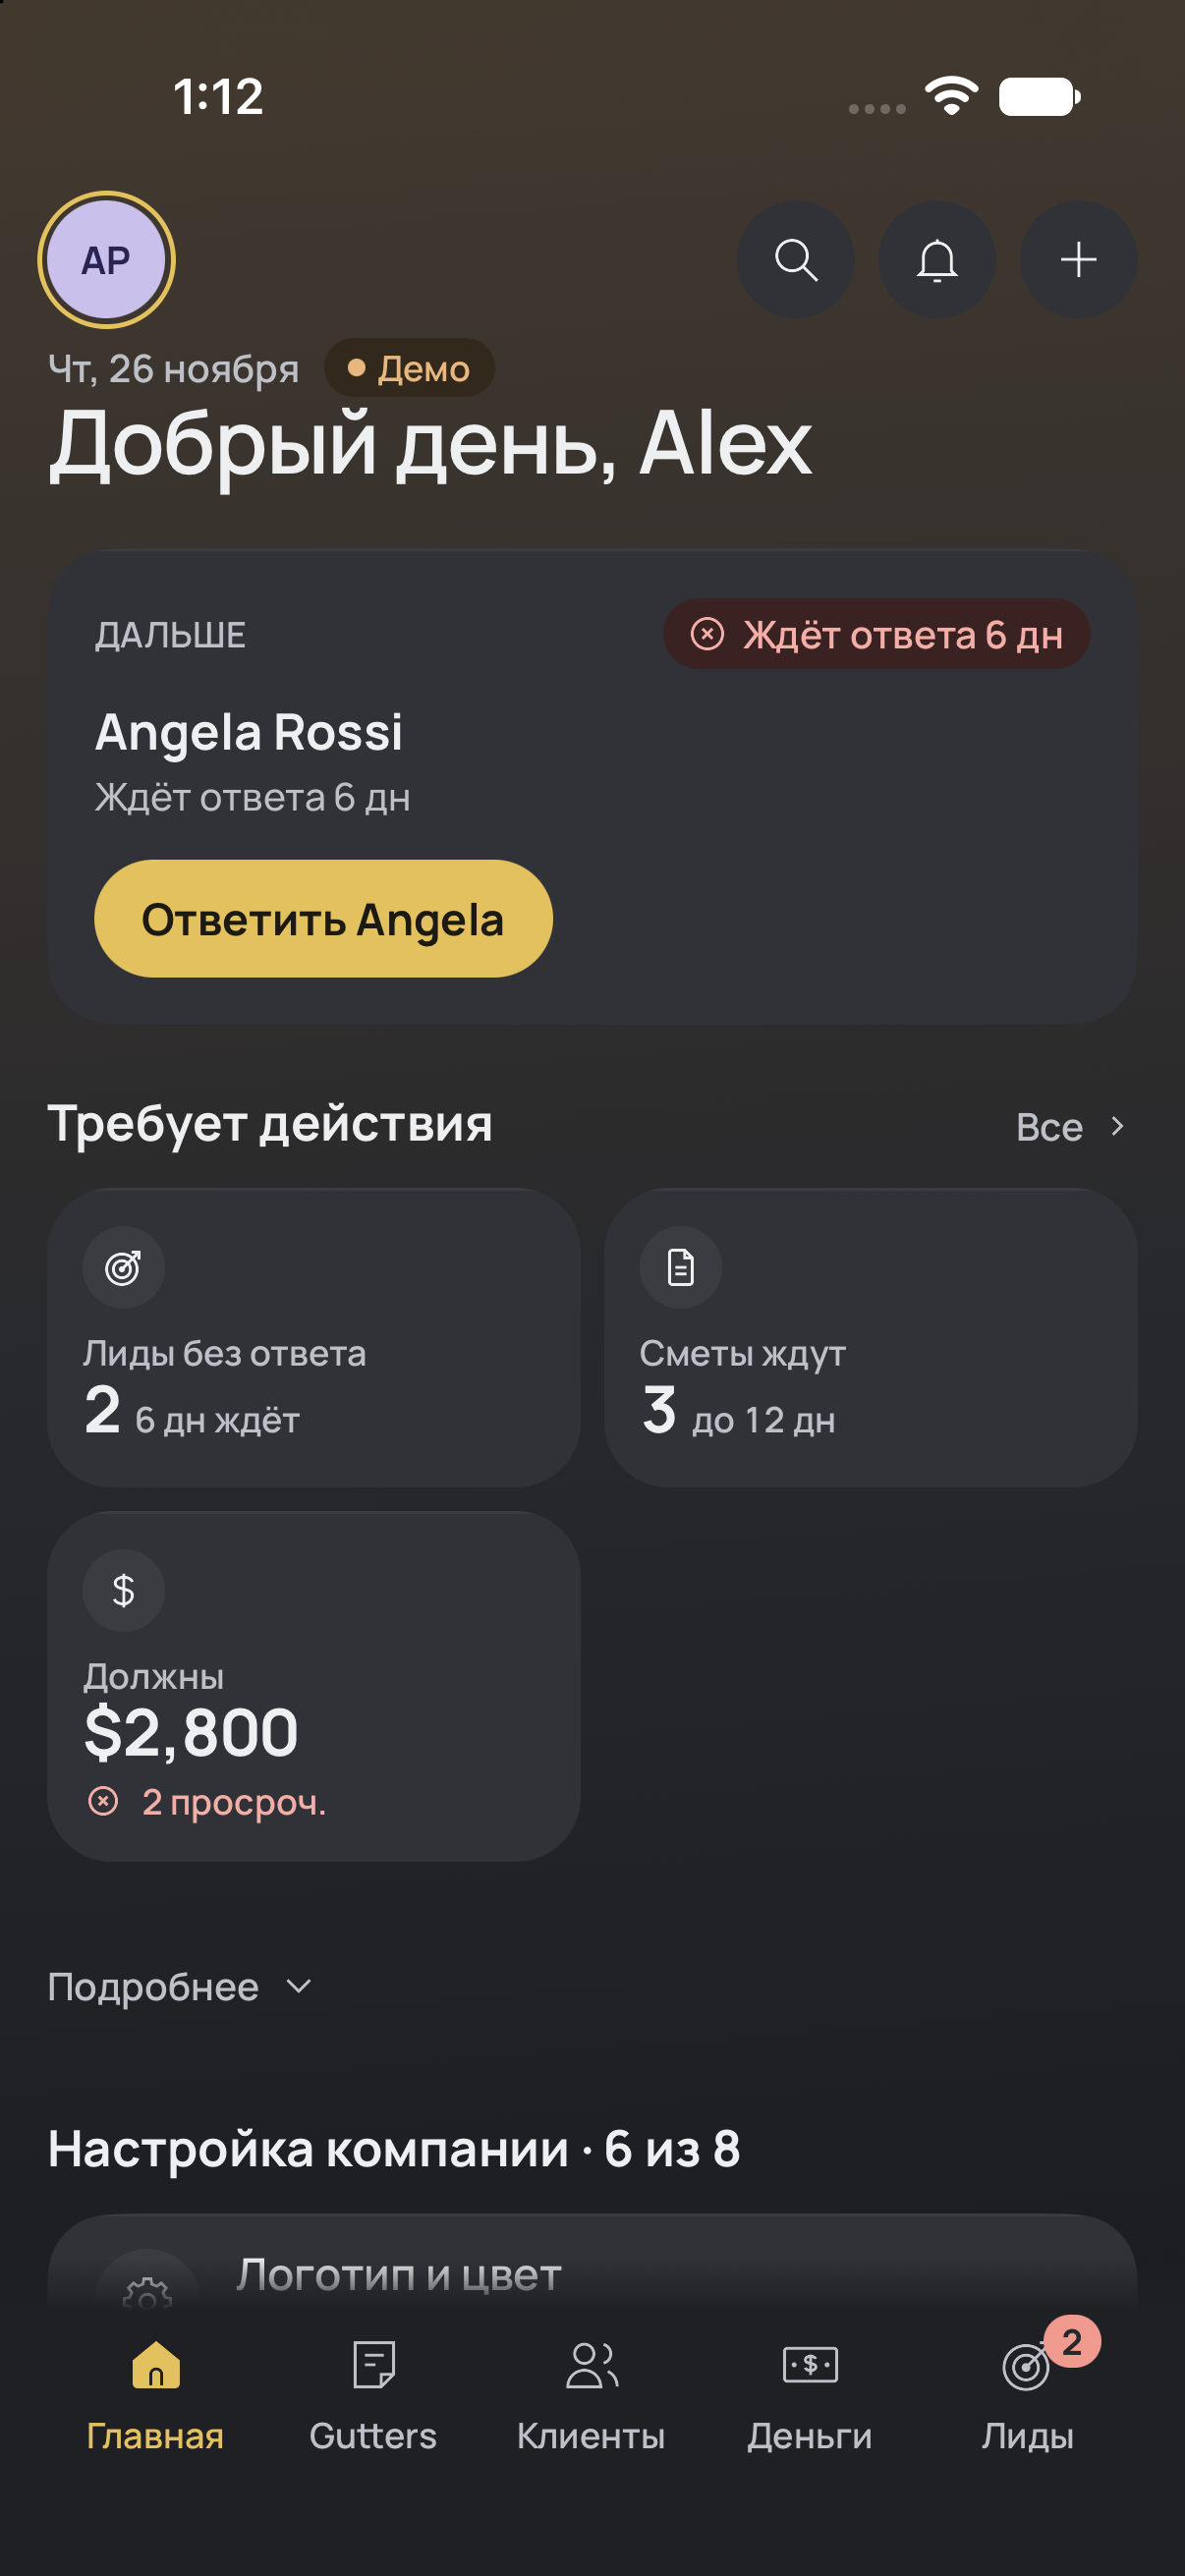 1:12
AP
Чт, 26 ноября
Демо
Добрый день, Alex
ДАЛЬШЕ
Ждёт ответа 6 дн
Angela Rossi
Ждёт ответа 6 дн
Ответить Angela
Требует действия
Все
Лиды без ответа
2 6 дн ждёт
Сметы ждут
3 до 12 дн
$
Должны
$2,800
2 просроч.
Подробнее
Настройка компании · 6 из 8
Логотип и цвет
2
Главная
Gutters
Клиенты
Деньги
Лиды